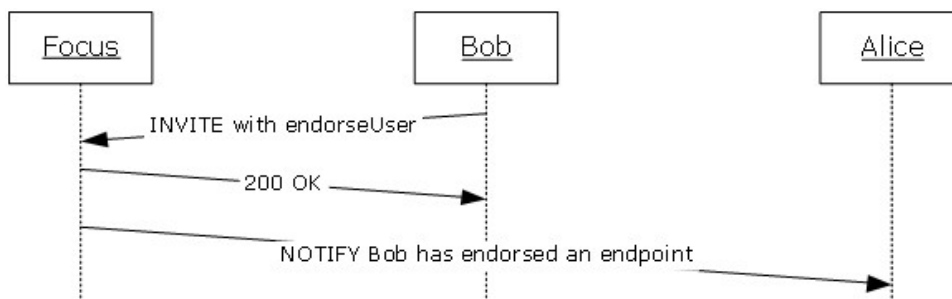 Focus
Bob
Alice
INVITE with endorseUser
200 OK
NOTIFY Bob has endorsed an endpoint